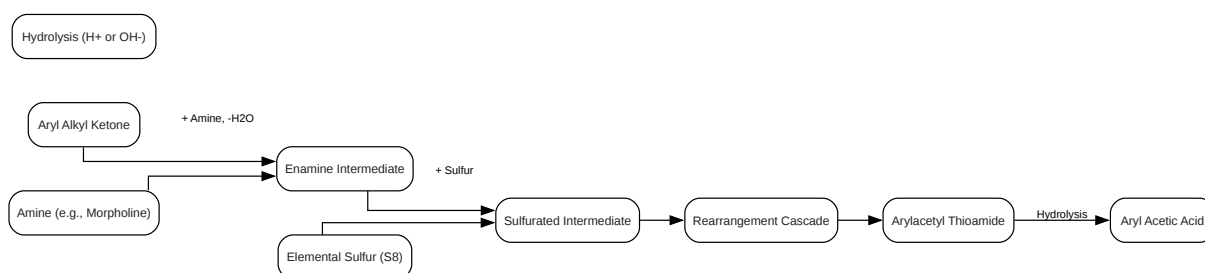 Hydrolysis (H+ or OH-)
Aryl Alkyl Ketone
+ Amine, -H2O
Amine (e.g., Morpholine)
Enamine Intermediate
+ Sulfur
Elemental Sulfur (S8)
Sulfurated Intermediate
Rearrangement Cascade
Arylacetyl Thioamide
Hydrolysis
Aryl Acetic Acid